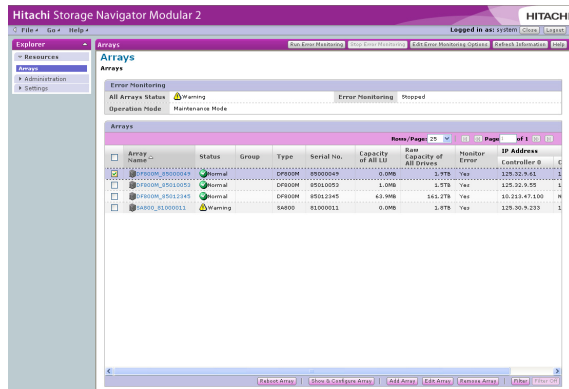 Hitachi Storage Navigator Modular 2
HITACHI
File Go Help
Logged in as: system Close Logout
Explorer
Resources
Arrays
Administration
Settings
Arrays
Run Error Monitoring Stop Error Monitoring Edit Error Monitoring Options Refresh Information Help
Arrays
Arrays
Error Monitoring
All Arrays Status Warning Error Monitoring Stopped
Operation Mode Maintenance Mode
Arrays
Rows/Page: 25 Page of 1
Array Name Status Group Type Serial No. Capacity of All LU Raw Capacity of All Drives Monitor Error IP Address
Controller 0 C
DF800M_85000049 Normal DF800M 85000049 0.0MB 1.9TB Yes 125.32.9.61 1
DF800M_85010053 Normal DF800M 85010053 1.0MB 1.5TB Yes 125.32.9.55 1
DF800M_85012345 Normal DF800M 85012345 63.9MB 161.2TB Yes 10.213.47.100
SA800_81000011 Warning SA800 81000011 0.0MB 1.8TB Yes 125.30.9.233 1
Reboot Array Show & Configure Array Add Array Edit Array Remove Array Filter Filter Off